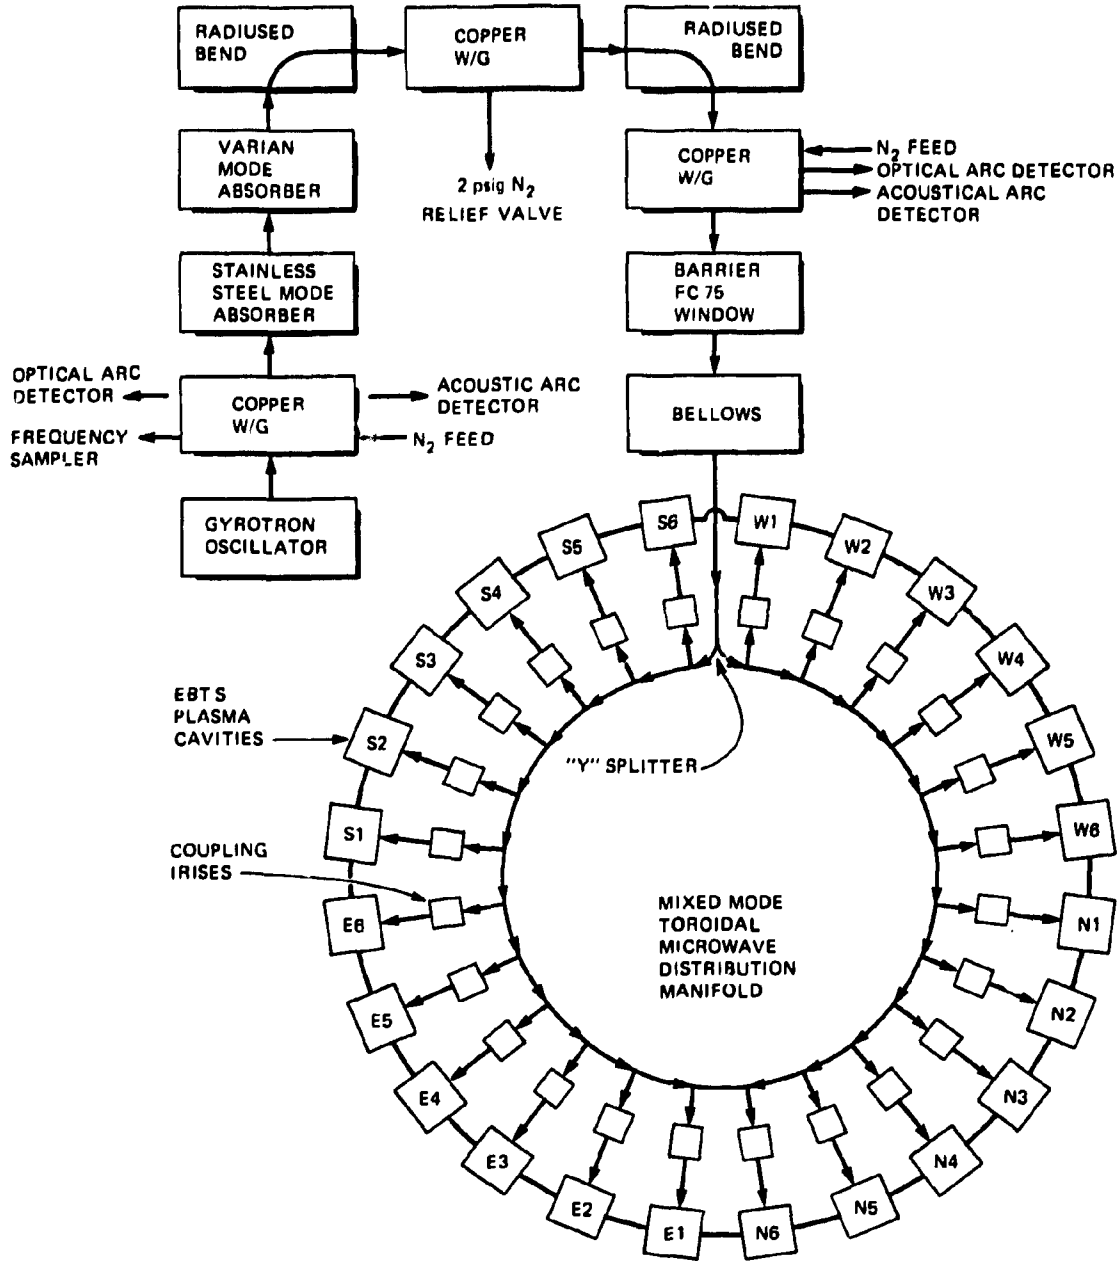 RADIUSED
BEND
COPPER
W/G
RADIUSED
BEND
VARIAN
MODE
ABSORBER
2 psig N2
RELIEF VALVE
COPPER
W/G
N2 FEED
OPTICAL ARC DETECTOR
ACOUSTICAL ARC
DETECTOR
STAINLESS
STEEL MODE
ABSORBER
BARRIER
FC 75
WINDOW
OPTICAL ARC
DETECTOR
COPPER
W/G
ACOUSTIC ARC
DETECTOR
FREQUENCY
SAMPLER
N2 FEED
BELLOWS
GYROTRON
OSCILLATOR
S6
W1
S5
W2
S4
W3
S3
W4
EBT S
PLASMA
CAVITIES
S2
W5
"Y" SPLITTER
S1
W6
COUPLING
IRISES
MIXED MODE
TOROIDAL
MICROWAVE
DISTRIBUTION
MANIFOLD
E6
N1
E5
N2
E4
N3
E3
N4
E2
N5
E1
N6